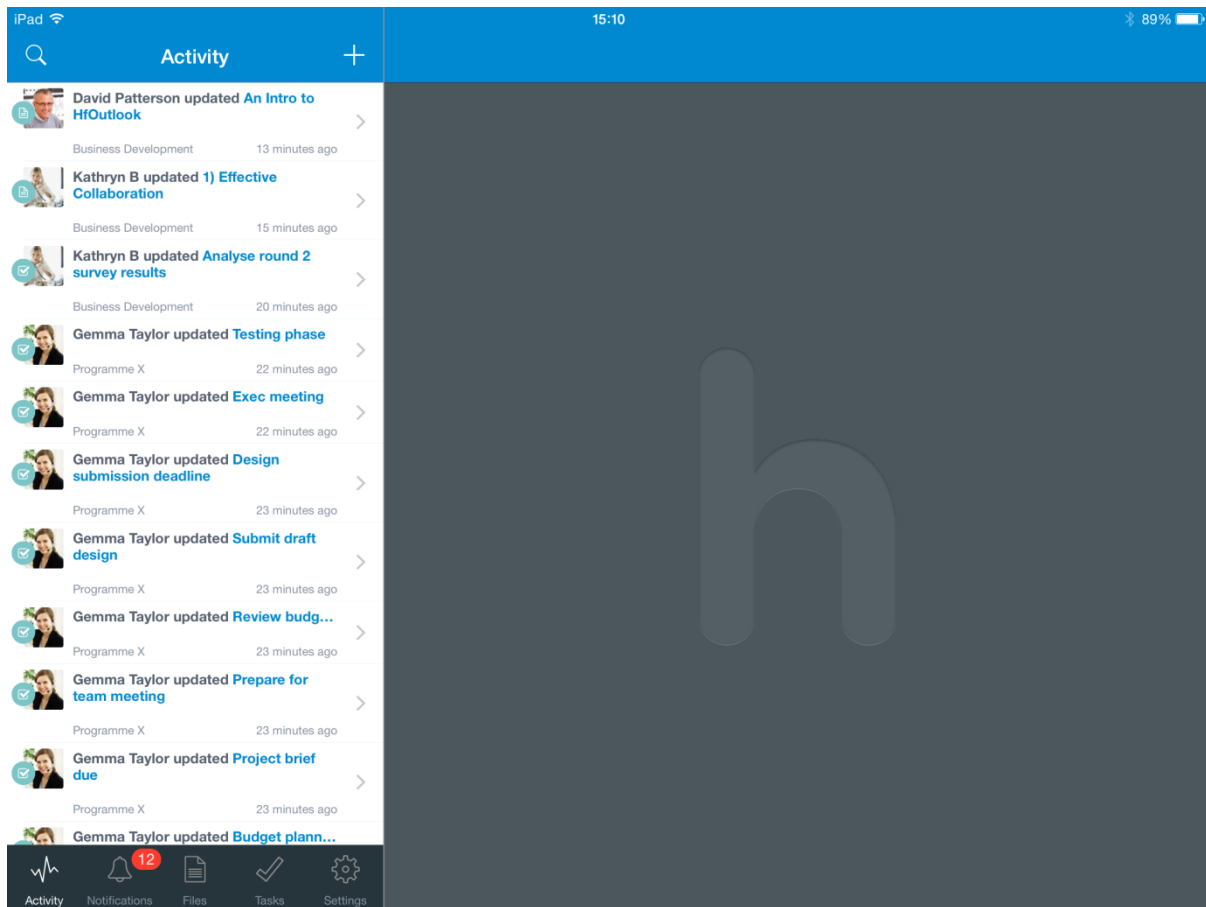 iPad 15:10 89%
Activity
David Patterson updated An Intro to
HfOutlook
Business Development 13 minutes ago
Kathryn B updated 1) Effective
Collaboration
Business Development 15 minutes ago
Kathryn B updated Analyse round 2
survey results
Business Development 20 minutes ago
Gemma Taylor updated Testing phase
Programme X 22 minutes ago
Gemma Taylor updated Exec meeting
Programme X 22 minutes ago
Gemma Taylor updated Design
submission deadline
Programme X 23 minutes ago
Gemma Taylor updated Submit draft
design
Programme X 23 minutes ago
Gemma Taylor updated Review budg...
Programme X 23 minutes ago
Gemma Taylor updated Prepare for
team meeting
Programme X 23 minutes ago
Gemma Taylor updated Project brief
due
Programme X 23 minutes ago
Gemma Taylor updated Budget plann...
12
Activity Notifications Files Tasks Settings
h